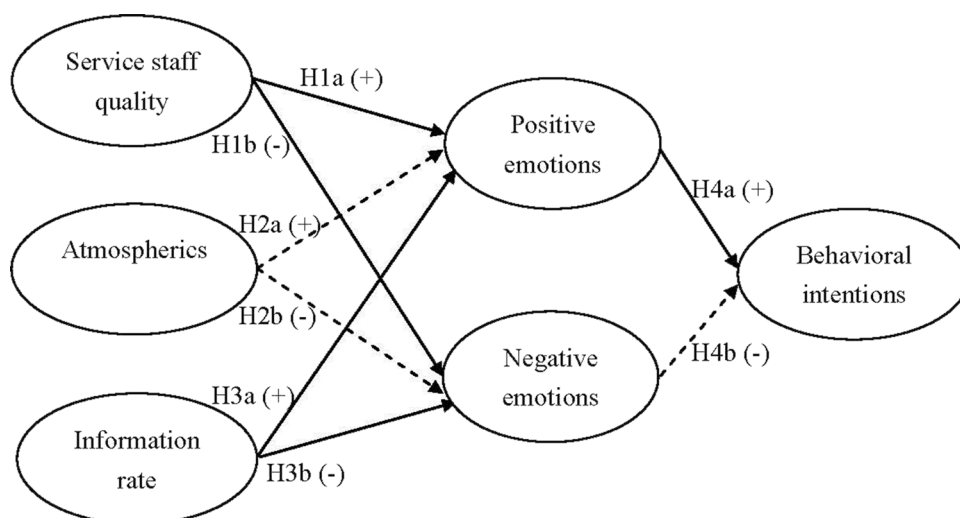 Service staff
quality
H1a (+)
H1b (-)
Positive
emotions
H4a (+)
Atmospherics
H2a (+)
H2b (-)
Behavioral
intentions
Negative
emotions
H4b (-)
H3a (+)
Information
rate
H3b (-)